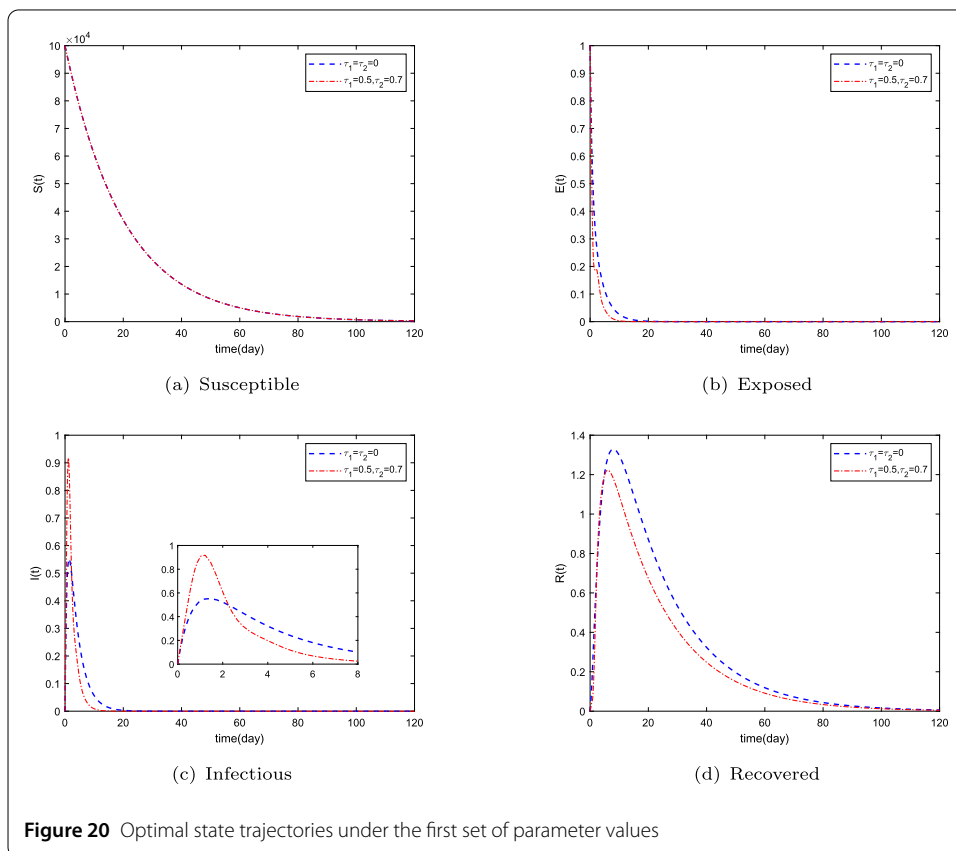 ×10⁴
10
9
8
7
6
5
4
3
2
1
0
S(t)
0 20 40 60 80 100 120
time(day)
τ₁=τ₂=0
τ₁=0.5,τ₂=0.7
(a) Susceptible
1
0.9
0.8
0.7
0.6
0.5
0.4
0.3
0.2
0.1
0
E(t)
0 20 40 60 80 100 120
time(day)
τ₁=τ₂=0
τ₁=0.5,τ₂=0.7
(b) Exposed
1
0.9
0.8
0.7
0.6
0.5
0.4
0.3
0.2
0.1
0
I(t)
0 20 40 60 80 100 120
time(day)
τ₁=τ₂=0
τ₁=0.5,τ₂=0.7
1
0.8
0.6
0.4
0.2
0
0 2 4 6 8
(c) Infectious
1.4
1.2
1
0.8
0.6
0.4
0.2
0
R(t)
0 20 40 60 80 100 120
time(day)
τ₁=τ₂=0
τ₁=0.5,τ₂=0.7
(d) Recovered
Figure 20 Optimal state trajectories under the first set of parameter values